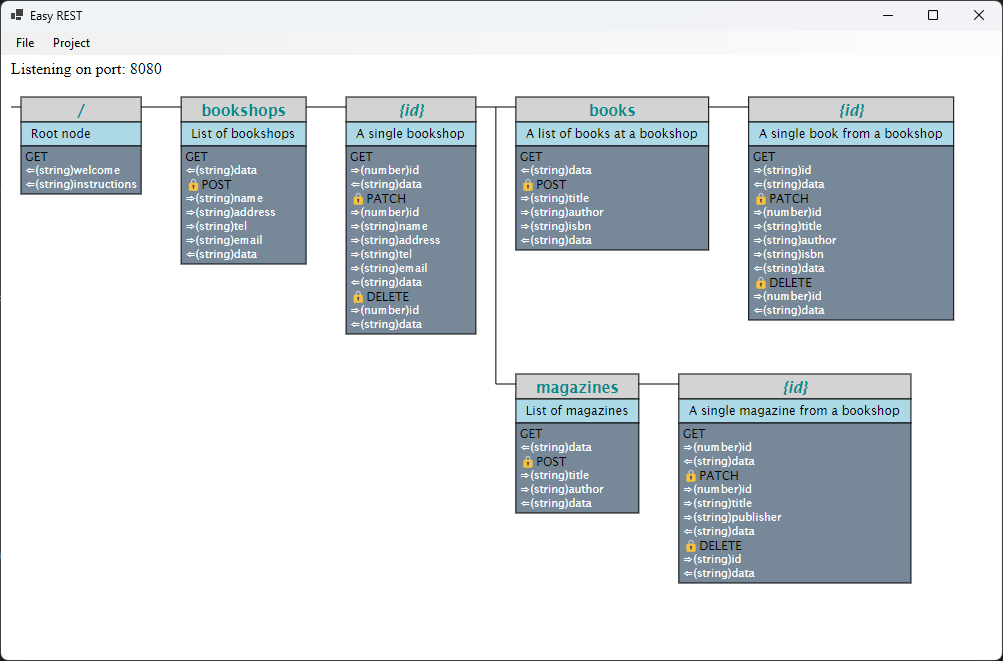 Easy REST
File Project
Listening on port: 8080
/
Root node
GET
⇐(string)welcome
⇐(string)instructions
bookshops
List of bookshops
GET
⇐(string)data
🔒POST
⇒(string)name
⇒(string)address
⇒(string)tel
⇒(string)email
⇐(string)data
{id}
A single bookshop
GET
⇒(number)id
⇐(string)data
🔒PATCH
⇒(number)id
⇒(string)name
⇒(string)address
⇒(string)tel
⇒(string)email
⇐(string)data
🔒DELETE
⇒(number)id
⇐(string)data
books
A list of books at a bookshop
GET
⇐(string)data
🔒POST
⇒(string)title
⇒(string)author
⇒(string)isbn
⇐(string)data
{id}
A single book from a bookshop
GET
⇒(string)id
⇐(string)data
🔒PATCH
⇒(number)id
⇒(string)title
⇒(string)author
⇒(string)isbn
⇐(string)data
🔒DELETE
⇒(number)id
⇐(string)data
magazines
List of magazines
GET
⇐(string)data
🔒POST
⇒(string)title
⇒(string)author
⇐(string)data
{id}
A single magazine from a bookshop
GET
⇒(number)id
⇐(string)data
🔒PATCH
⇒(number)id
⇒(string)title
⇒(string)publisher
⇐(string)data
🔒DELETE
⇒(string)id
⇐(string)data